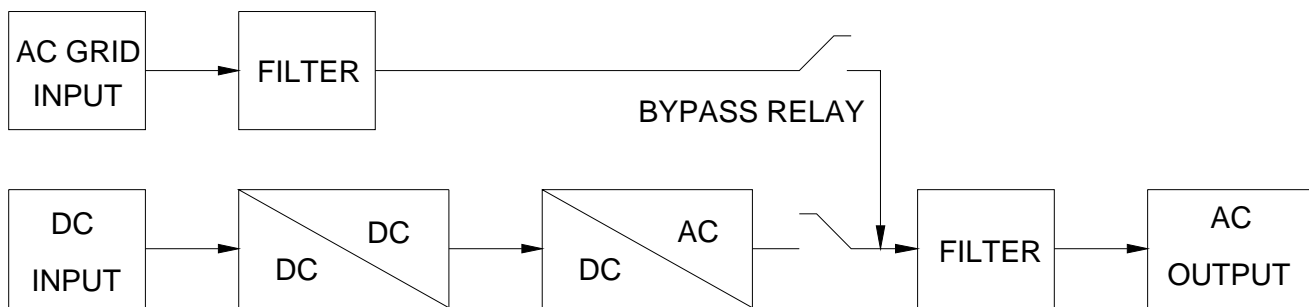 AC GRID
INPUT
FILTER
BYPASS RELAY
DC
INPUT
DC
DC
AC
DC
FILTER
AC
OUTPUT